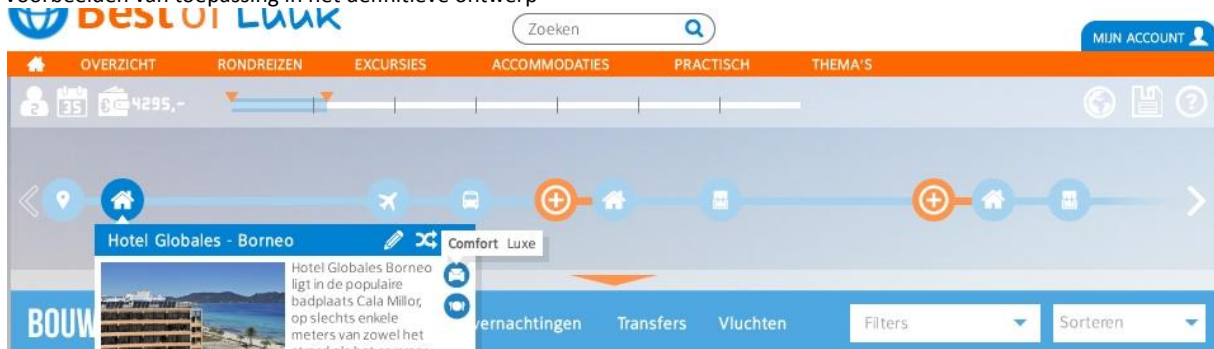 voorbeelden van toepassing in het definitieve ontwerp
Best of Luuk
Zoeken
MIJN ACCOUNT
OVERZICHT RONDREIZEN EXCURSIES ACCOMMODATIES PRACTISCH THEMA'S
2 35 4295,-
Hotel Globales - Borneo
Comfort Luxe
Hotel Globales Borneo
ligt in de populaire
badplaats Cala Millor,
op slechts enkele
meters van zowel het
BOUW
vernachtingen Transfers Vluchten Filters Sorteren